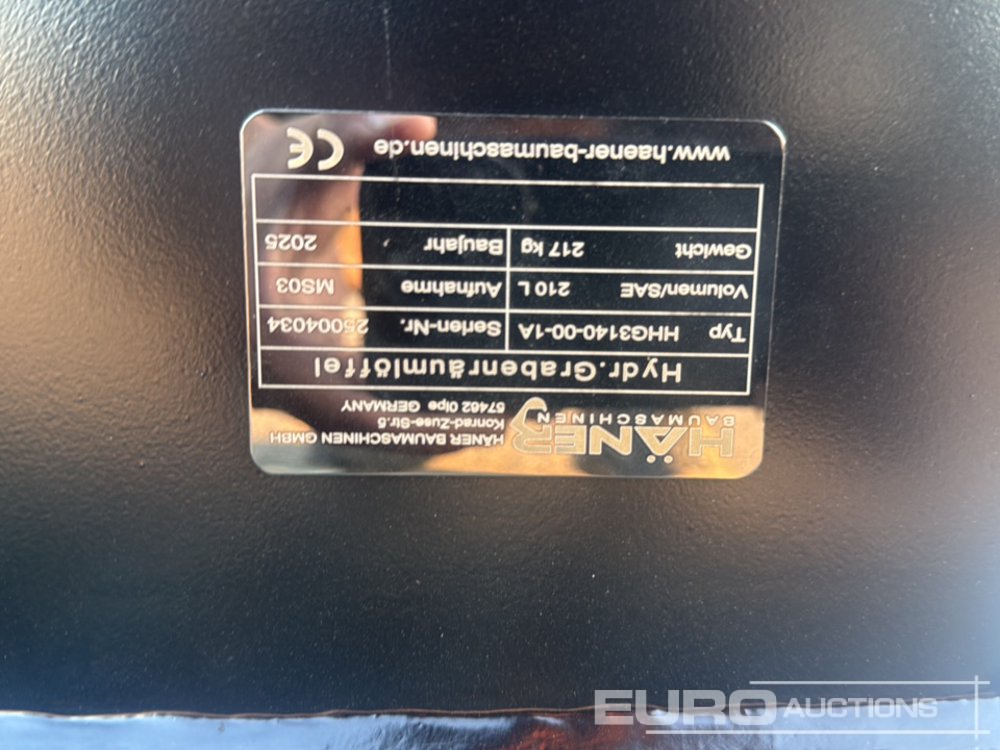 HÄNER
BAUMASCHINEN
HÄNER BAUMASCHINEN GMBH
Konrad-Zuse-Str.5
57462 Olpe GERMANY
Hydr.Grabenräumlöffel
Typ HHG3140-00-1A Serien-Nr. 25004034
Volumen/SAE 210 L Aufnahme MS03
Gewicht 217 kg Baujahr 2025
www.haener-baumaschinen.de CE
EURO AUCTIONS